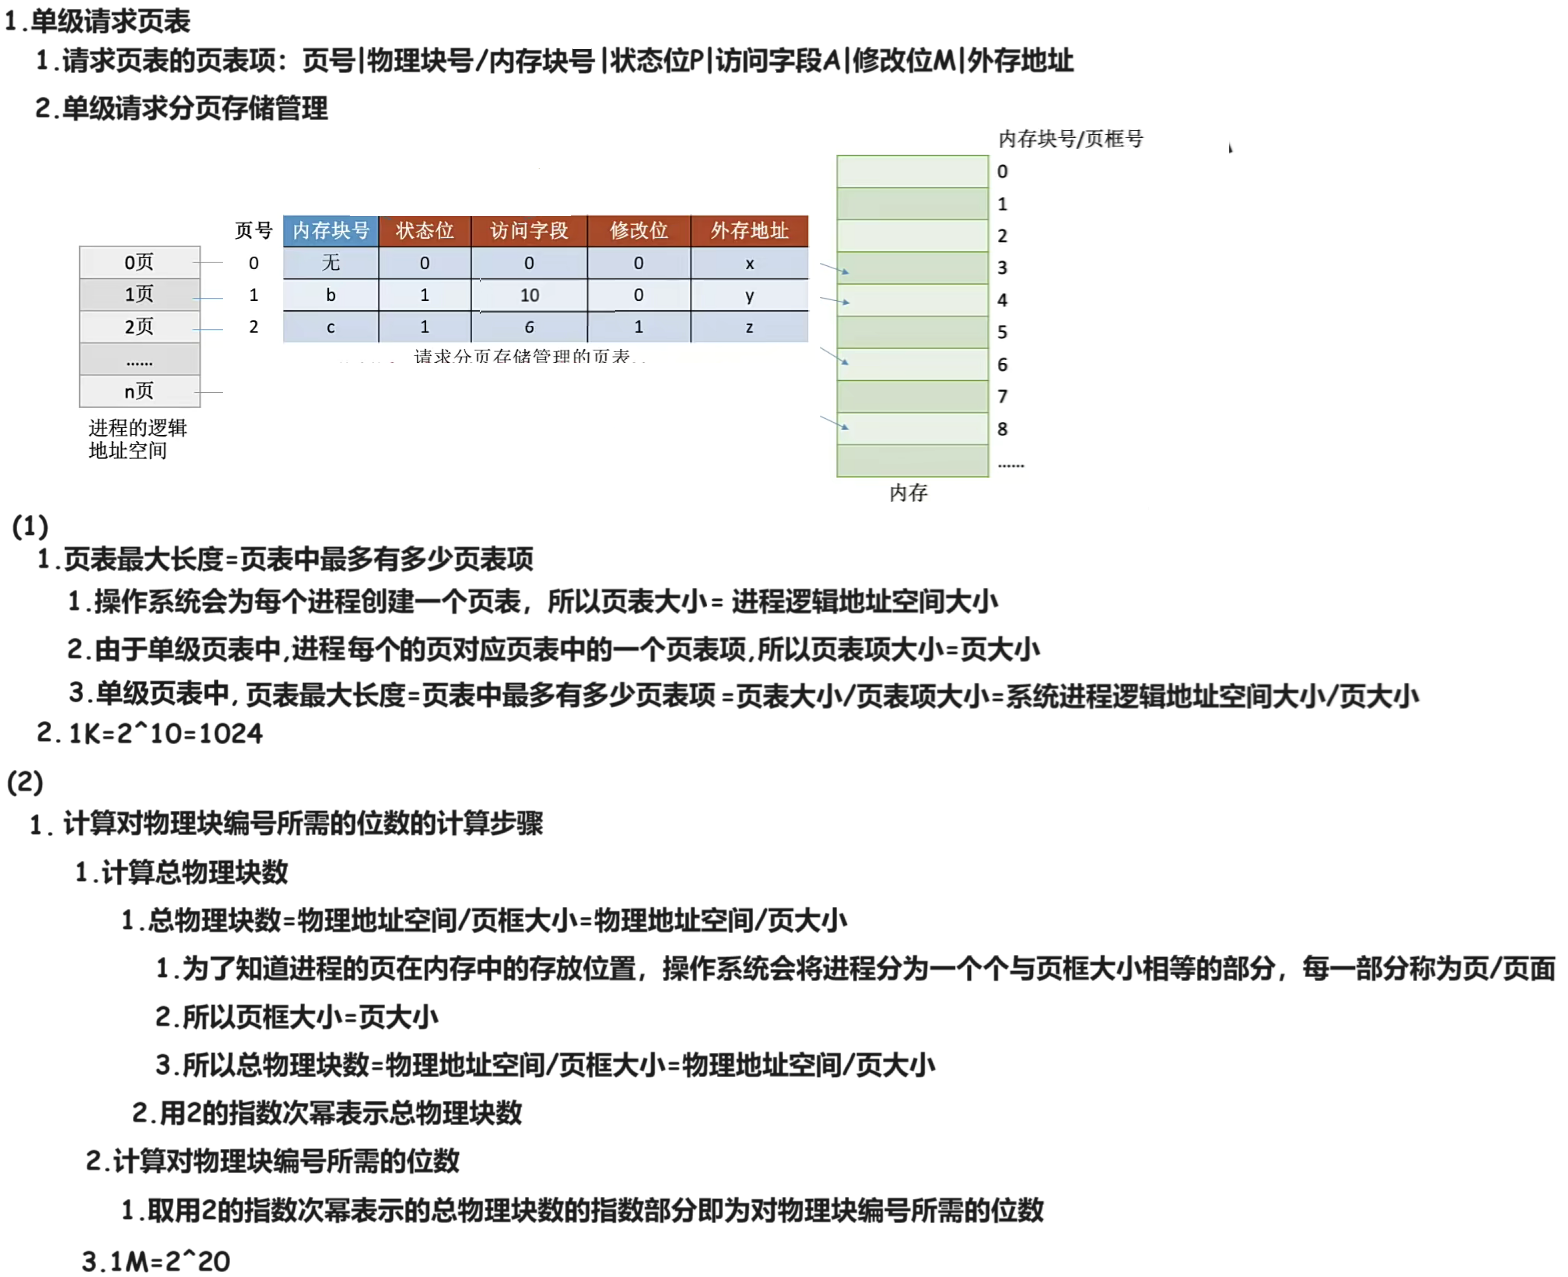 1.单级请求页表
1.请求页表的页表项：页号|物理块号/内存块号|状态位P|访问字段A|修改位M|外存地址
2.单级请求分页存储管理
内存块号/页框号
页号 内存块号 状态位 访问字段 修改位 外存地址
0页 0 无 0 0 0 x
1页 1 b 1 10 0 y
2页 2 c 1 6 1 z
......
n页
请求分页存储管理的页表
进程的逻辑
地址空间
0
1
2
3
4
5
6
7
8
......
内存
(1)
1.页表最大长度=页表中最多有多少页表项
1.操作系统会为每个进程创建一个页表，所以页表大小= 进程逻辑地址空间大小
2.由于单级页表中,进程每个的页对应页表中的一个页表项,所以页表项大小=页大小
3.单级页表中, 页表最大长度=页表中最多有多少页表项 =页表大小/页表项大小=系统进程逻辑地址空间大小/页大小
2. 1K=2^10=1024
(2)
1. 计算对物理块编号所需的位数的计算步骤
1.计算总物理块数
1.总物理块数=物理地址空间/页框大小=物理地址空间/页大小
1.为了知道进程的页在内存中的存放位置，操作系统会将进程分为一个个与页框大小相等的部分，每一部分称为页/页面
2.所以页框大小=页大小
3.所以总物理块数=物理地址空间/页框大小=物理地址空间/页大小
2.用2的指数次幂表示总物理块数
2.计算对物理块编号所需的位数
1.取用2的指数次幂表示的总物理块数的指数部分即为对物理块编号所需的位数
3.1M=2^20